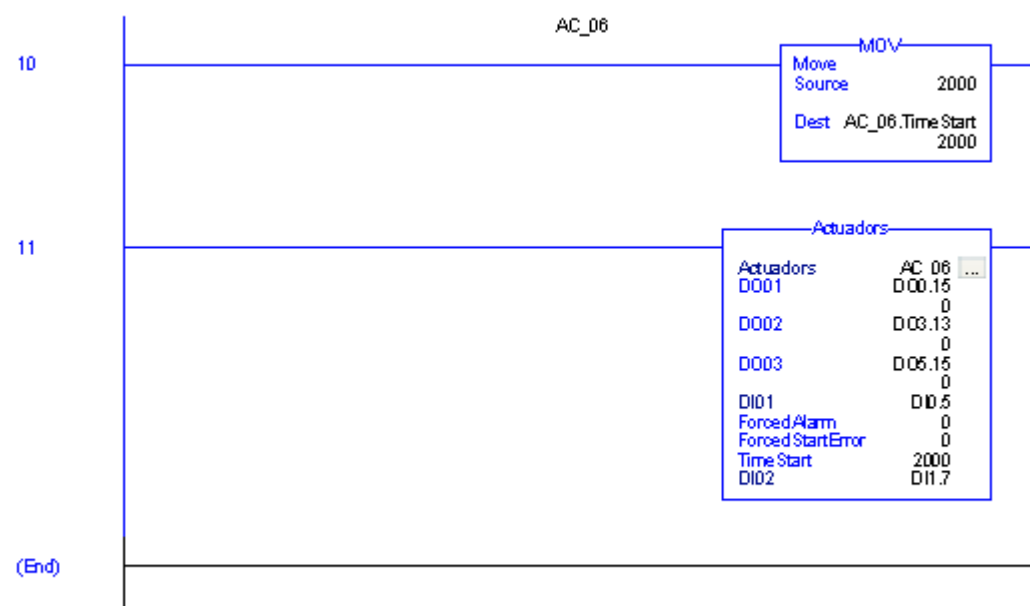 AC_06
10
MOV
Move
Source 2000
Dest AC_06.TimeStart
2000
11
Actuadors
Actuadors AC_06 ...
DO01 DO0.15
0
DO02 DO3.13
0
DO03 DO5.15
0
DI01 DI0.5
ForcedAlarm 0
ForcedStartError 0
TimeStart 2000
DI02 DI1.7
(End)